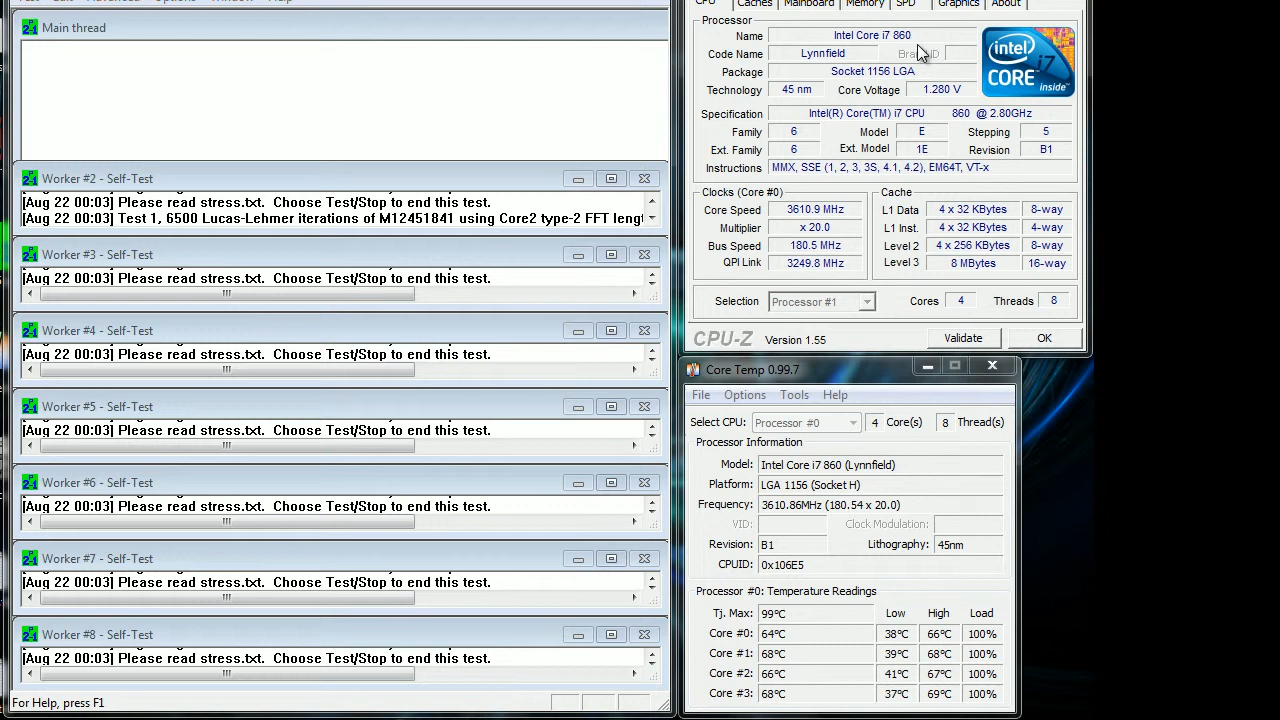 Main thread
Worker #2 - Self-Test
[Aug 22 00:03] Please read stress.txt. Choose Test/Stop to end this test.
[Aug 22 00:03] Test 1, 6500 Lucas-Lehmer iterations of M12451841 using Core2 type-2 FFT lengt
Worker #3 - Self-Test
[Aug 22 00:03] Please read stress.txt. Choose Test/Stop to end this test.
Worker #4 - Self-Test
[Aug 22 00:03] Please read stress.txt. Choose Test/Stop to end this test.
Worker #5 - Self-Test
[Aug 22 00:03] Please read stress.txt. Choose Test/Stop to end this test.
Worker #6 - Self-Test
[Aug 22 00:03] Please read stress.txt. Choose Test/Stop to end this test.
Worker #7 - Self-Test
[Aug 22 00:03] Please read stress.txt. Choose Test/Stop to end this test.
Worker #8 - Self-Test
[Aug 22 00:03] Please read stress.txt. Choose Test/Stop to end this test.
For Help, press F1
CPU Caches Mainboard Memory SPD Graphics About
Processor
Name Intel Core i7 860
Code Name Lynnfield Brand ID
Package Socket 1156 LGA
Technology 45 nm Core Voltage 1.280 V
intel CORE i7 inside™
Specification Intel(R) Core(TM) i7 CPU 860 @ 2.80GHz
Family 6 Model E Stepping 5
Ext. Family 6 Ext. Model 1E Revision B1
Instructions MMX, SSE (1, 2, 3, 3S, 4.1, 4.2), EM64T, VT-x
Clocks (Core #0)
Core Speed 3610.9 MHz
Multiplier x 20.0
Bus Speed 180.5 MHz
QPI Link 3249.8 MHz
Cache
L1 Data 4 x 32 KBytes 8-way
L1 Inst. 4 x 32 KBytes 4-way
Level 2 4 x 256 KBytes 8-way
Level 3 8 MBytes 16-way
Selection Processor #1 Cores 4 Threads 8
CPU-Z Version 1.55 Validate OK
Core Temp 0.99.7
File Options Tools Help
Select CPU: Processor #0 4 Core(s) 8 Thread(s)
Processor Information
Model: Intel Core i7 860 (Lynnfield)
Platform: LGA 1156 (Socket H)
Frequency: 3610.86MHz (180.54 x 20.0)
VID: Clock Modulation:
Revision: B1 Lithography: 45nm
CPUID: 0x106E5
Processor #0: Temperature Readings
Tj. Max: 99°C Low High Load
Core #0: 64°C 38°C 66°C 100%
Core #1: 68°C 39°C 68°C 100%
Core #2: 66°C 41°C 67°C 100%
Core #3: 68°C 37°C 69°C 100%